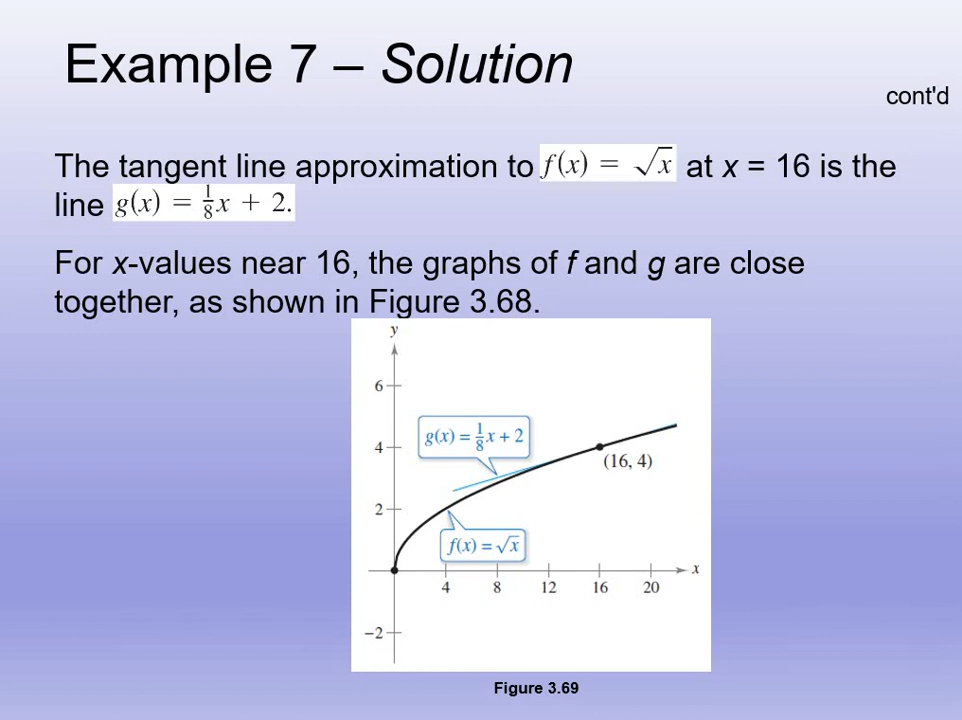 Example 7 – Solution
cont'd
The tangent line approximation to f(x) = √x at x = 16 is the
line g(x) = 1/8 x + 2.
For x-values near 16, the graphs of f and g are close
together, as shown in Figure 3.68.
y
6
g(x) = 1/8 x + 2
4
(16, 4)
2
f(x) = √x
x
4 8 12 16 20
−2
Figure 3.69